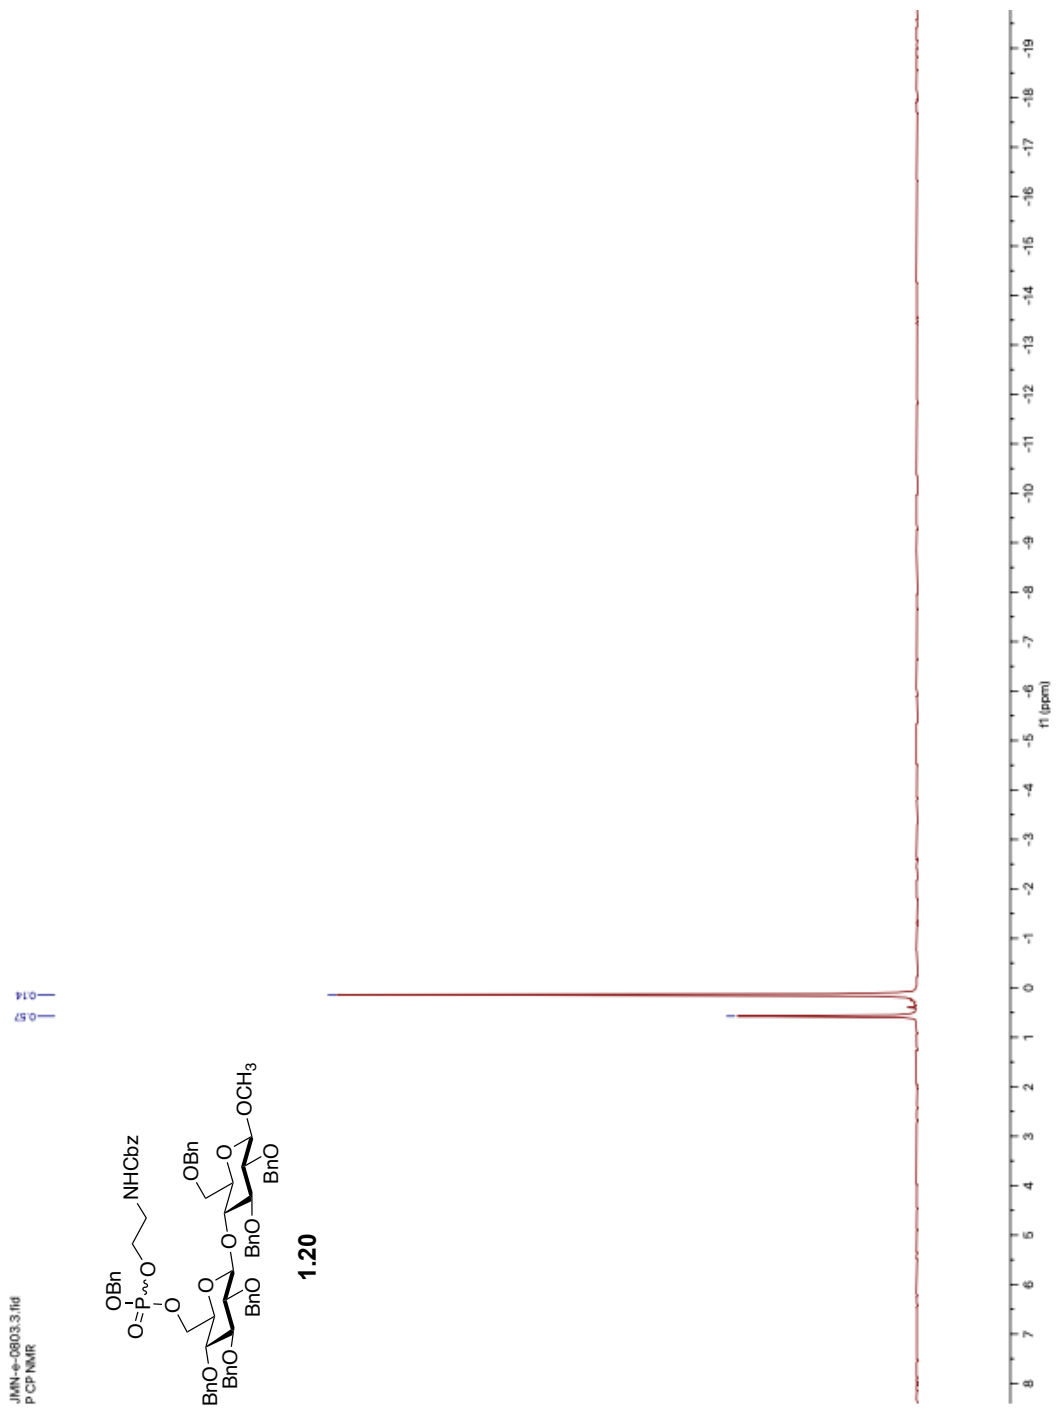 JMN-e-0803.3.fid
P CP NMR
0.57
0.14
OBn
O=P
O
NHCbz
O
OBn
O
O
OCH3
BnO
BnO
BnO
BnO
O
BnO
1.20
8 7 6 5 4 3 2 1 0 -1 -2 -3 -4 -5 -6 -7 -8 -9 -10 -11 -12 -13 -14 -15 -16 -17 -18 -19
f1 (ppm)